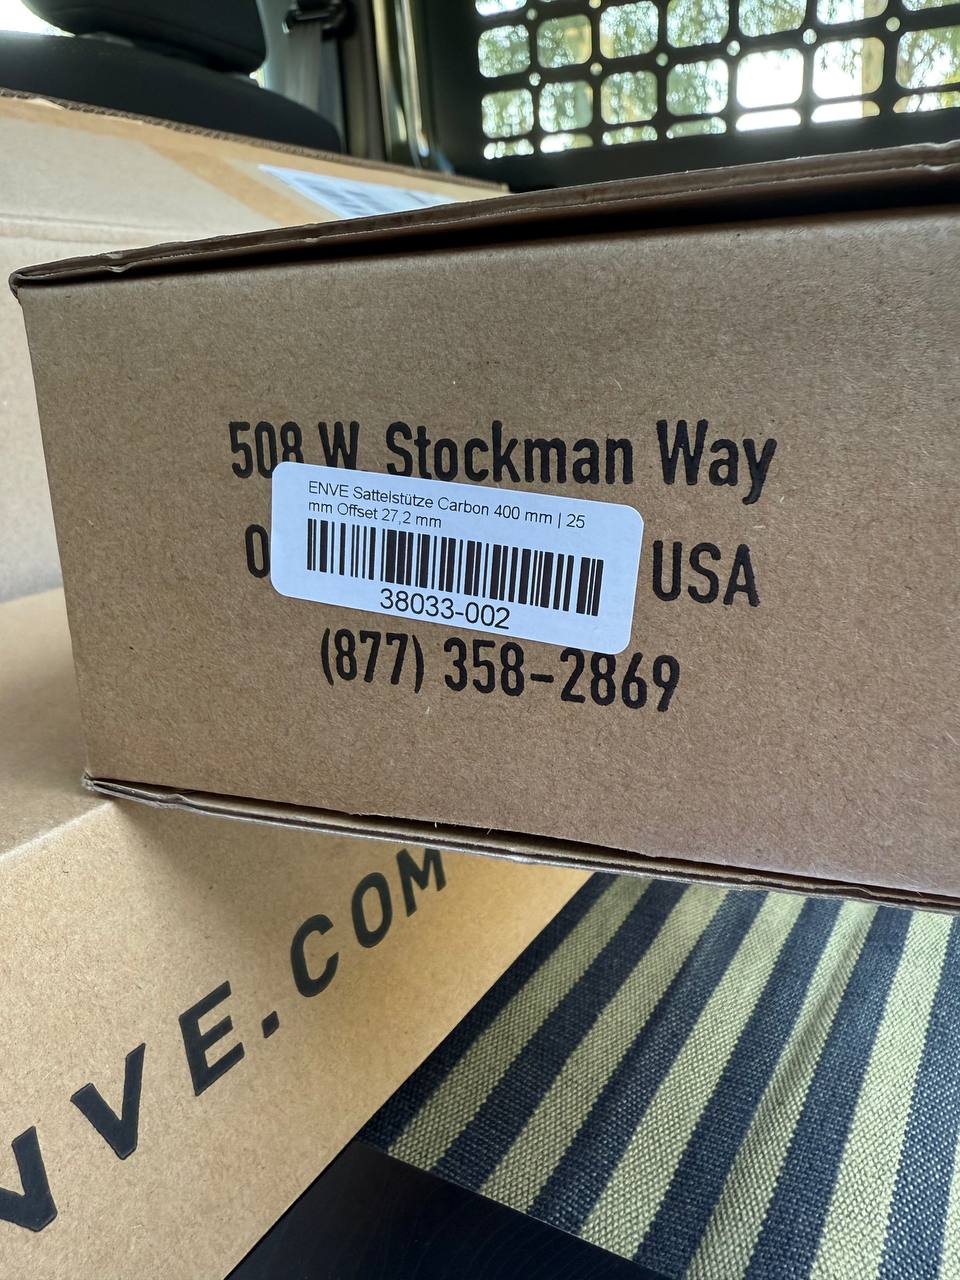 508 W Stockman Way
ENVE Sattelstütze Carbon 400 mm | 25
mm Offset 27,2 mm
USA
38033-002
(877) 358-2869
VE.COM